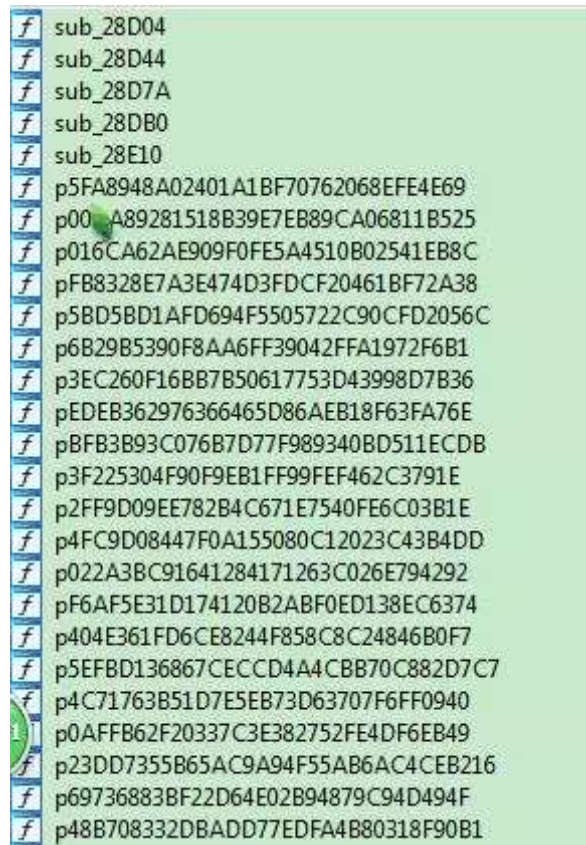 f sub_28D04
f sub_28D44
f sub_28D7A
f sub_28DB0
f sub_28E10
f p5FA8948A02401A1BF70762068EFE4E69
f
f p016CA62AE909F0FE5A4510B02541EB8C
f pFB8328E7A3E474D3FDCF20461BF72A38
f p5BD5BD1AFD694F5505722C90CFD2056C
f p6B29B5390F8AA6FF39042FFA1972F6B1
f p3EC260F16BB7B50617753D43998D7B36
f pEDEB362976366465D86AEB18F63FA76E
f pBFB3B93C076B7D77F989340BD511ECDB
f p3F225304F90F9EB1FF99FEF462C3791E
f p2FF9D09EE782B4C671E7540FE6C03B1E
f p4FC9D08447F0A155080C12023C43B4DD
f p022A3BC91641284171263C026E794292
f pF6AF5E31D174120B2ABF0ED138EC6374
f p404E361FD6CE8244F858C8C24846B0F7
f p5EFBD136867CECCD4A4CBB70C882D7C7
f p4C71763B51D7E5EB73D63707F6FF0940
p0AFFB62F20337C3E382752FE4DF6EB49
f p23DD7355B65AC9A94F55AB6AC4CEB216
f p69736883BF22D64E02B94879C94D494F
f p48B708332DBADD77EDFA4B80318F90B1